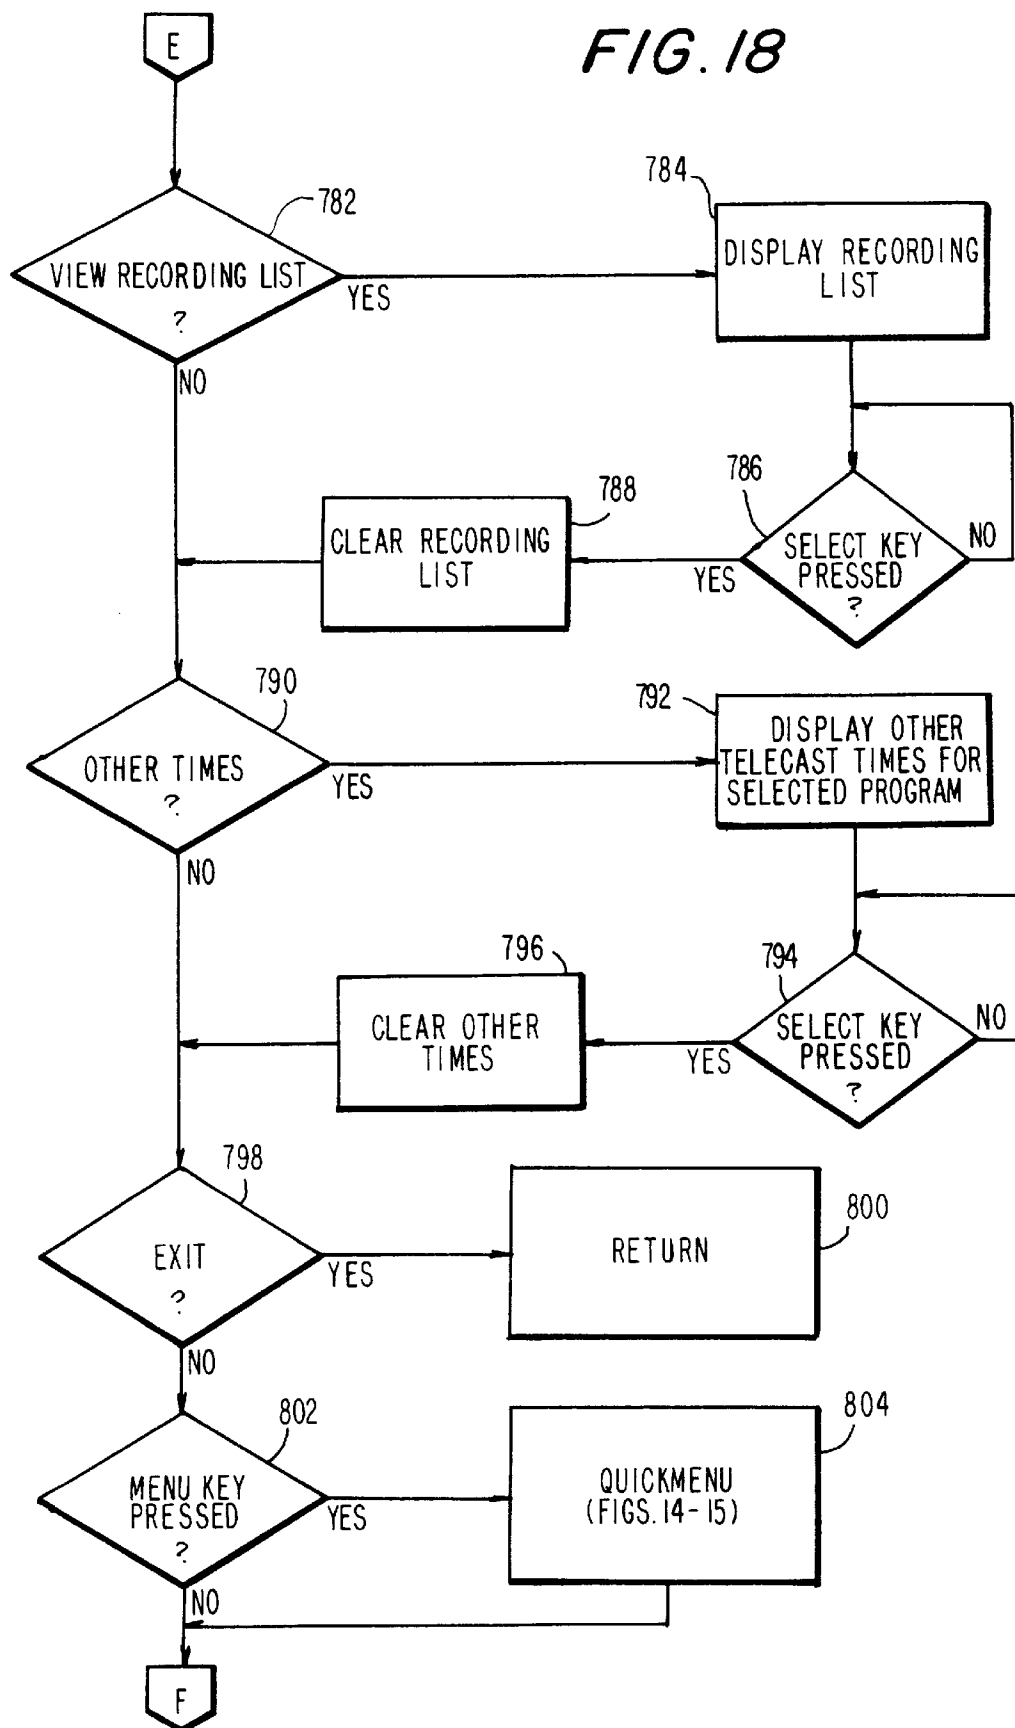 E
FIG. 18
782
VIEW RECORDING LIST
?
YES
NO
784
DISPLAY RECORDING
LIST
786
SELECT KEY
PRESSED
?
NO
YES
788
CLEAR RECORDING
LIST
790
OTHER TIMES
?
YES
NO
792
DISPLAY OTHER
TELECAST TIMES FOR
SELECTED PROGRAM
794
SELECT KEY
PRESSED
?
NO
YES
796
CLEAR OTHER
TIMES
798
EXIT
?
YES
NO
800
RETURN
802
MENU KEY
PRESSED
?
YES
NO
804
QUICKMENU
(FIGS. 14-15)
F